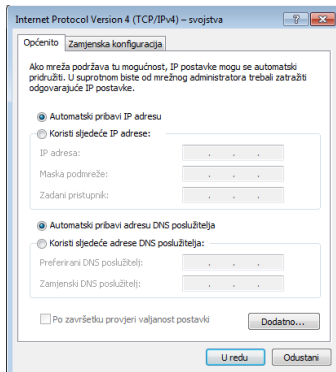 Internet Protocol Version 4 (TCP/IPv4) – svojstva
Općenito Zamjenska konfiguracija
Ako mreža podržava tu mogućnost, IP postavke mogu se automatski
pridružiti. U suprotnom biste od mrežnog administratora trebali zatražiti
odgovarajuće IP postavke.
Automatski pribavi IP adresu
Koristi sljedeće IP adrese:
IP adresa:
Maska podmreže:
Zadani pristupnik:
Automatski pribavi adresu DNS poslužitelja
Koristi sljedeće adrese DNS poslužitelja:
Preferirani DNS poslužitelj:
Zamjenski DNS poslužitelj:
Po završetku provjeri valjanost postavki
Dodatno...
U redu Odustani